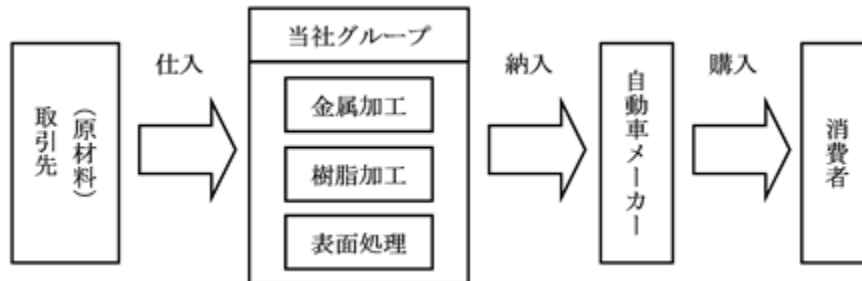 取引先
（原材料）
仕入
当社グループ
金属加工
樹脂加工
表面処理
納入
自動車メーカー
購入
消費者